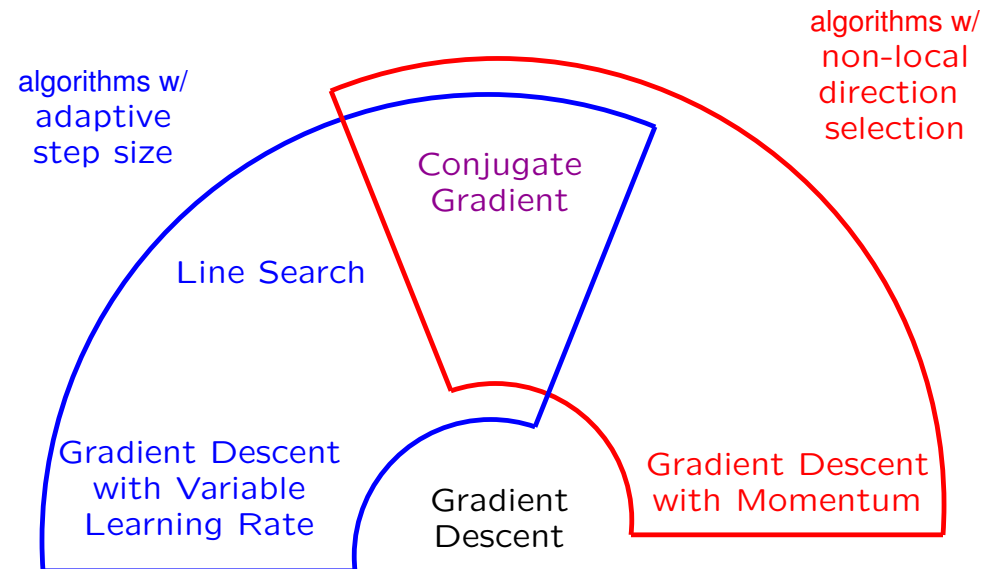 algorithms w/
adaptive
step size
algorithms w/
non-local
direction
selection
Conjugate
Gradient
Line Search
Gradient Descent
with Variable
Learning Rate
Gradient
Descent
Gradient Descent
with Momentum